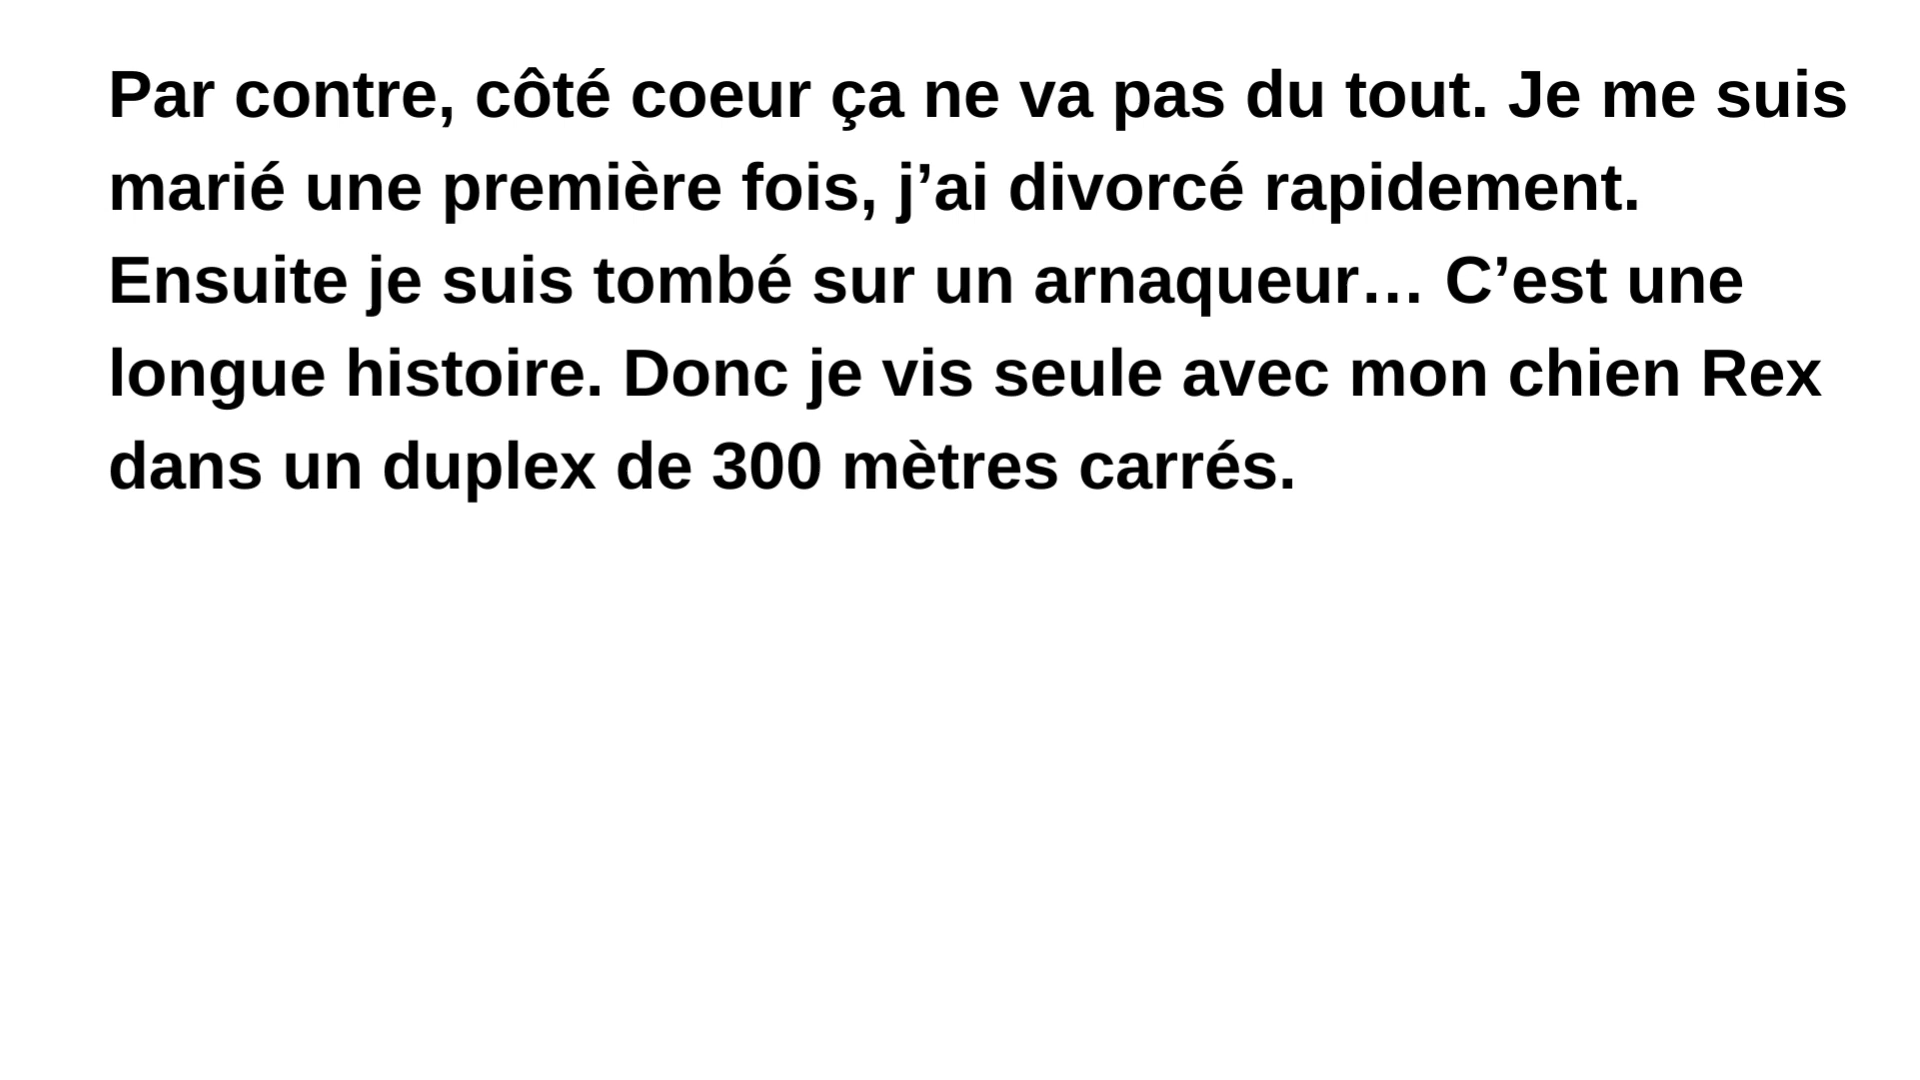 Par contre, côté coeur ça ne va pas du tout. Je me suis
marié une première fois, j’ai divorcé rapidement.
Ensuite je suis tombé sur un arnaqueur… C’est une
longue histoire. Donc je vis seule avec mon chien Rex
dans un duplex de 300 mètres carrés.